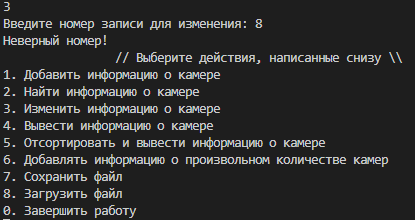 3
Введите номер записи для изменения: 8
Неверный номер!
// Выберите действия, написанные снизу \\
1. Добавить информацию о камере
2. Найти информацию о камере
3. Изменить информацию о камере
4. Вывести информацию о камере
5. Отсортировать и вывести информацию о камере
6. Добавлять информацию о произвольном количестве камер
7. Сохранить файл
8. Загрузить файл
0. Завершить работу